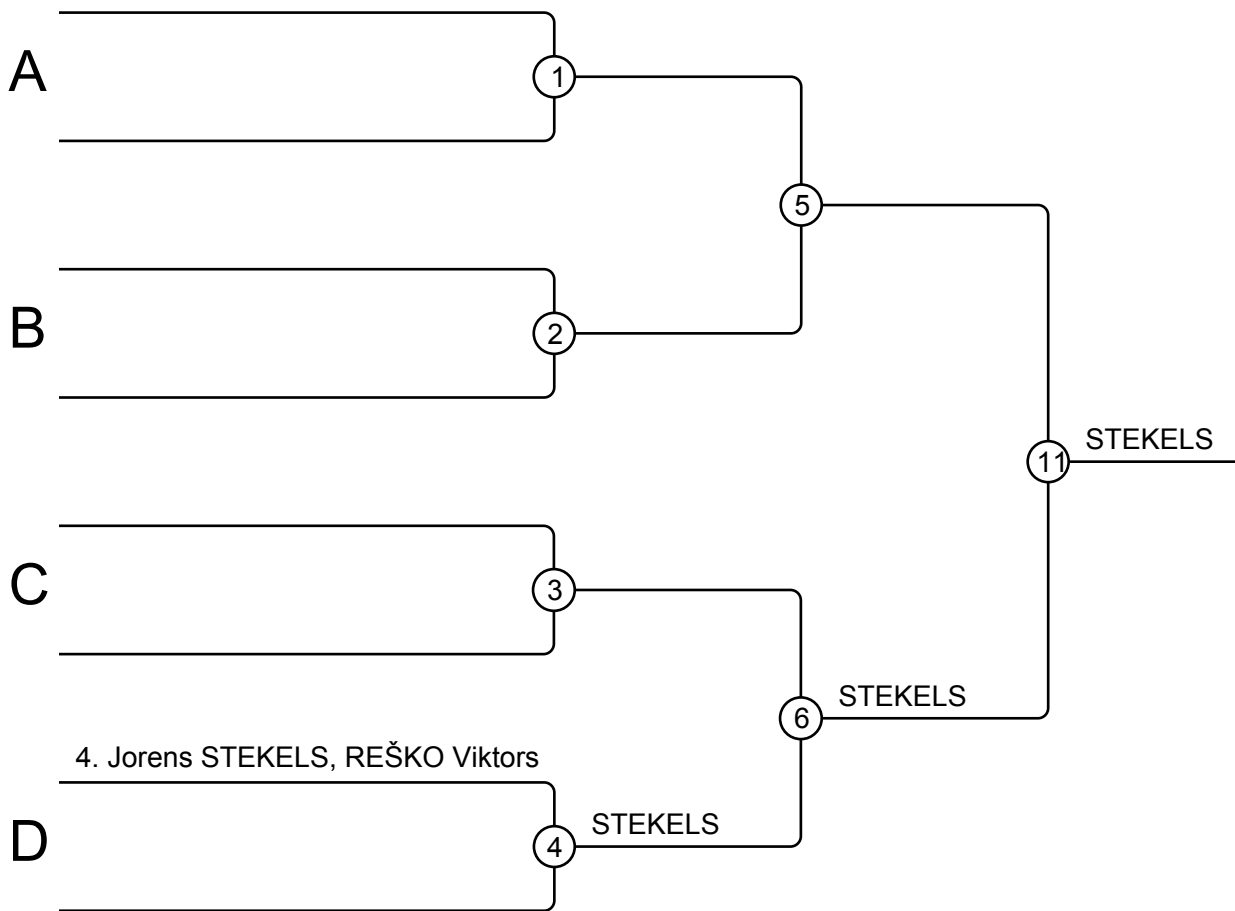 A
1
5
B
2
STEKELS
11
C
3
STEKELS
6
4. Jorens STEKELS, REŠKO Viktors
STEKELS
D
4